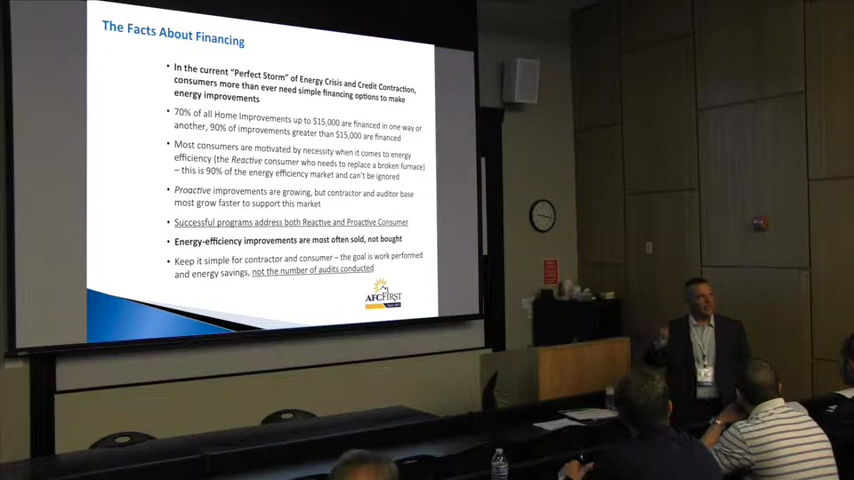 The Facts About Financing
• In the current "Perfect Storm" of Energy Crisis and Credit Contraction,
consumers more than ever need simple financing options to make
energy improvements
• 70% of all Home Improvements up to $15,000 are financed in one way or
another, 90% of improvements greater than $15,000 are financed
• Most consumers are motivated by necessity when it comes to energy
efficiency (the Reactive consumer who needs to replace a broken furnace)
– this is 90% of the energy efficiency market and can't be ignored
• Proactive improvements are growing, but contractor and auditor base
most grow faster to support this market
• Successful programs address both Reactive and Proactive Consumer
• Energy-efficiency improvements are most often sold, not bought
• Keep it simple for contractor and consumer – the goal is work performed
and energy savings, not the number of audits conducted
AFCFIRST